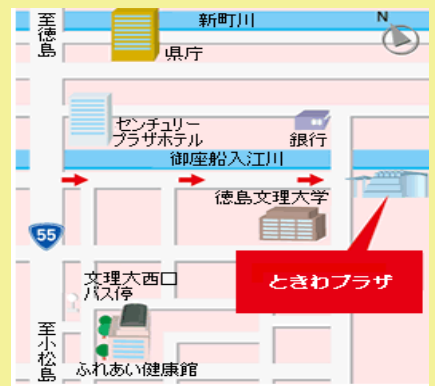 至徳島
新町川
N
県庁
センチュリー
プラザホテル
銀行
御座船入江川
徳島文理大学
55
ときわプラザ
文理大西口
バス停
至小松島
ふれあい健康館